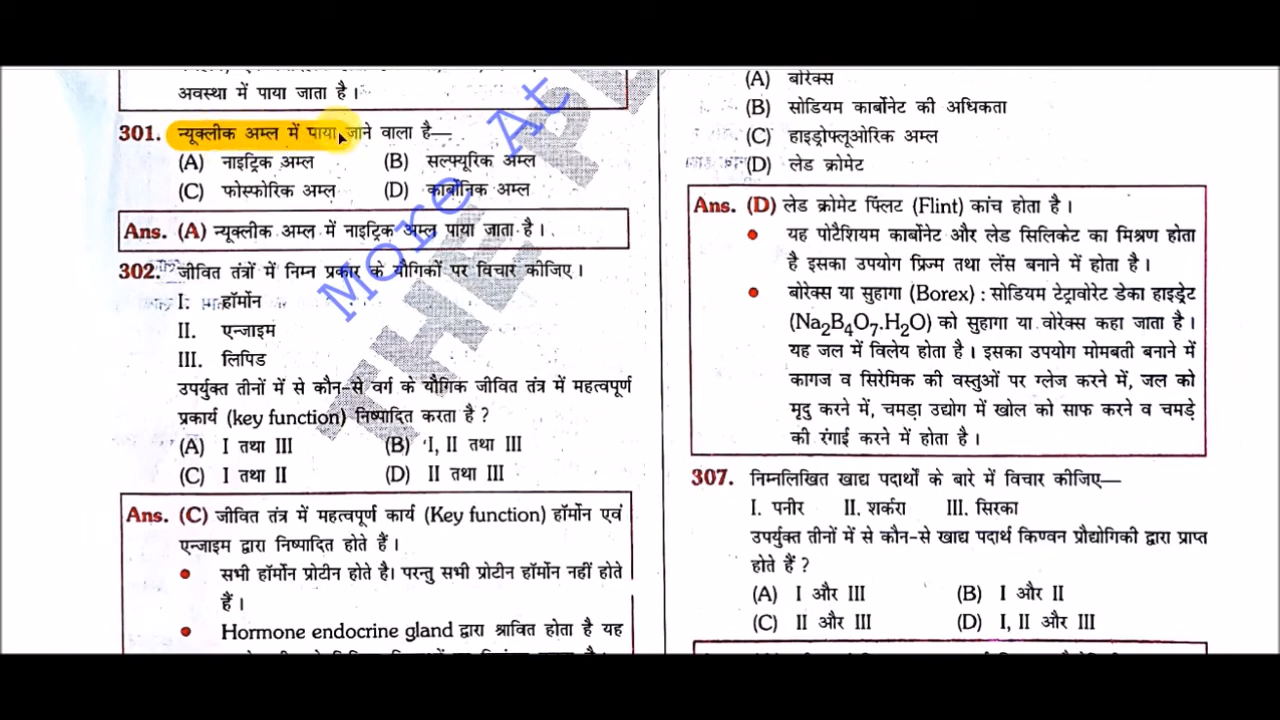 अवस्था में पाया जाता है।
301. न्यूक्लीक अम्ल में पाया जाने वाला है—
(A) नाइट्रिक अम्ल (B) सल्फ्यूरिक अम्ल
(C) फोस्फोरिक अम्ल (D) कार्बोनिक अम्ल
Ans. (A) न्यूक्लीक अम्ल में नाइट्रिक अम्ल पाया जाता है।
302. जीवित तंत्रों में निम्न प्रकार के यौगिकों पर विचार कीजिए।
I. हॉर्मोन
II. एन्जाइम
III. लिपिड
उपर्युक्त तीनों में से कौन-से वर्ग के यौगिक जीवित तंत्र में महत्वपूर्ण
प्रकार्य (key function) निष्पादित करता है ?
(A) I तथा III (B) I, II तथा III
(C) I तथा II (D) II तथा III
Ans. (C) जीवित तंत्र में महत्वपूर्ण कार्य (Key function) हॉर्मोन एवं
एन्जाइम द्वारा निष्पादित होते हैं।
● सभी हॉर्मोन प्रोटीन होते है। परन्तु सभी प्रोटीन हॉर्मोन नहीं होते
हैं।
● Hormone endocrine gland द्वारा श्रावित होता है यह
More At
THE
(A) बोरेक्स
(B) सोडियम कार्बोनेट की अधिकता
(C) हाइड्रोफ्लूओरिक अम्ल
(D) लेड क्रोमेट
Ans. (D) लेड क्रोमेट फ्लिंट (Flint) कांच होता है।
● यह पोटैशियम कार्बोनेट और लेड सिलिकेट का मिश्रण होता
है इसका उपयोग प्रिज्म तथा लेंस बनाने में होता है।
● बोरेक्स या सुहागा (Borex) : सोडियम टेट्रावोरेट डेका हाइड्रेट
(Na₂B₄O₇.H₂O) को सुहागा या वोरेक्स कहा जाता है।
यह जल में विलेय होता है। इसका उपयोग मोमबती बनाने में
कागज व सिरेमिक की वस्तुओं पर ग्लेज करने में, जल को
मृदु करने में, चमड़ा उद्योग में खोल को साफ करने व चमड़े
की रंगाई करने में होता है।
307. निम्नलिखित खाद्य पदार्थों के बारे में विचार कीजिए—
I. पनीर II. शर्करा III. सिरका
उपर्युक्त तीनों में से कौन-से खाद्य पदार्थ किण्वन प्रौद्योगिकी द्वारा प्राप्त
होते हैं ?
(A) I और III (B) I और II
(C) II और III (D) I, II और III